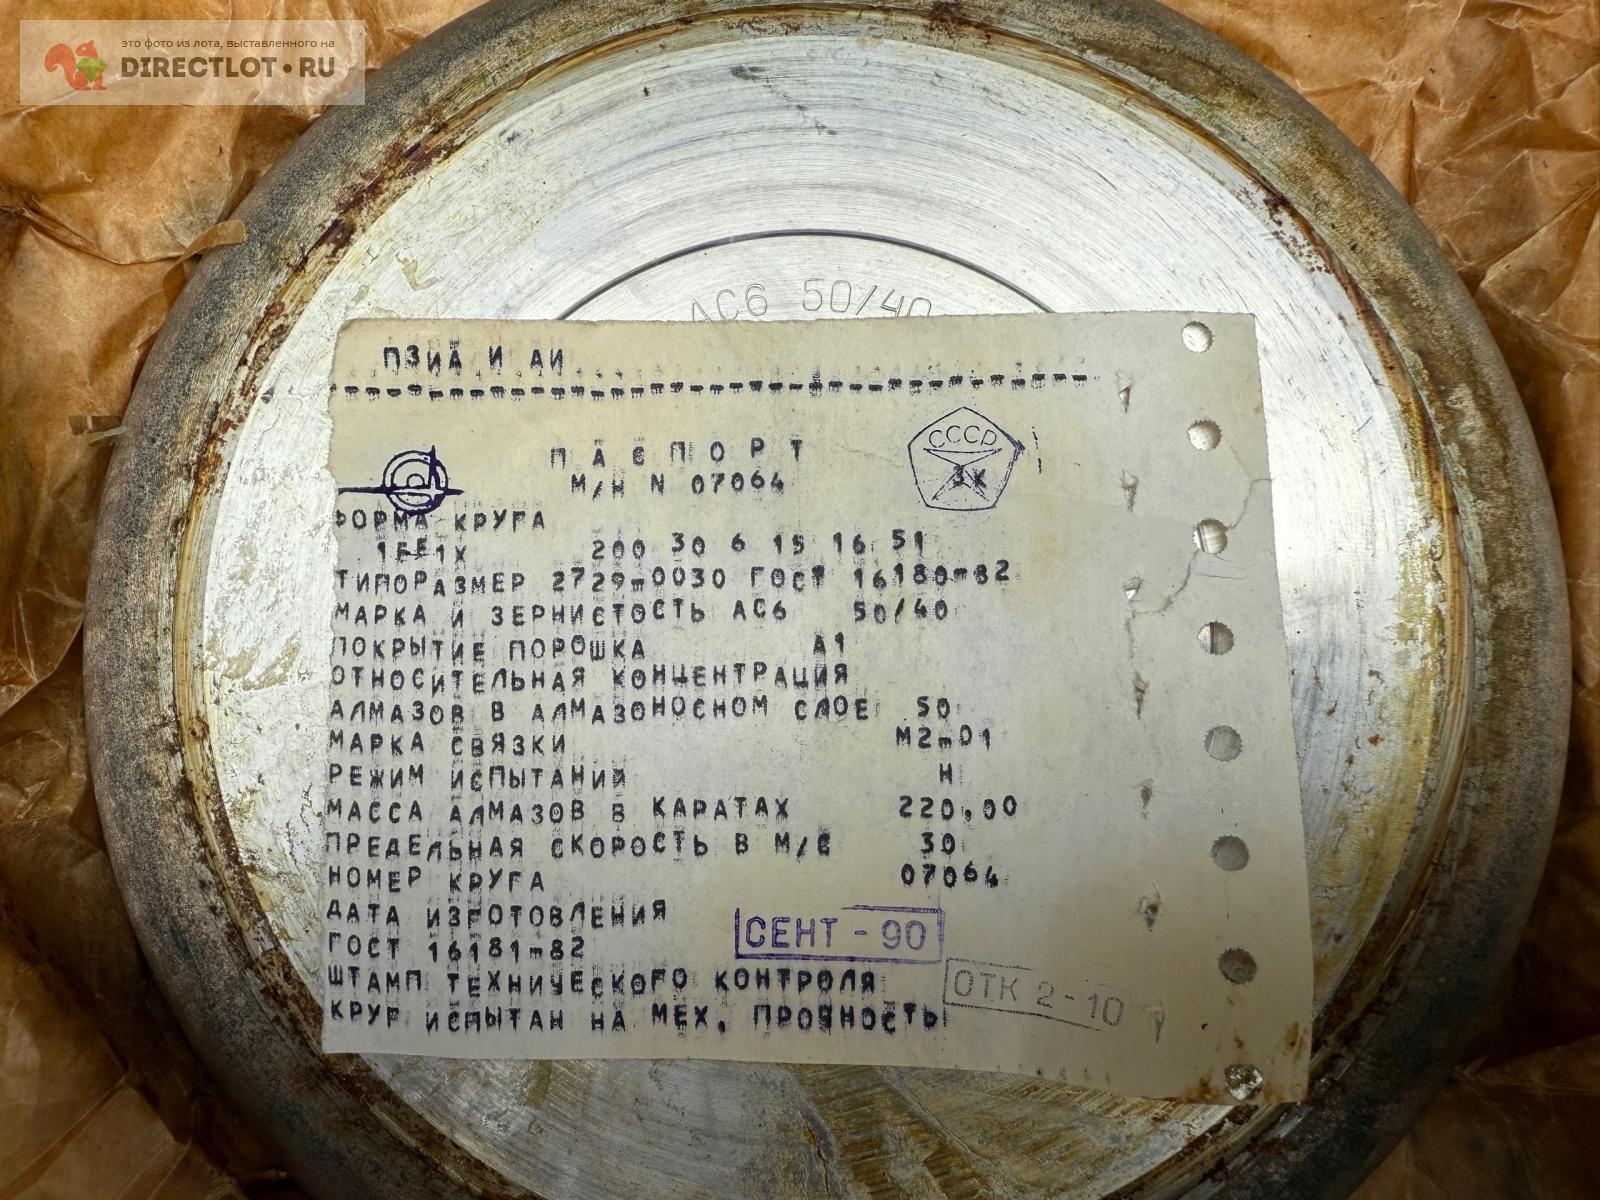 это фото из лота, выставленного на
DIRECTLOT•RU
АС6 50/40
ПЗИА И АИ
ПАСПОРТ
М/Н N 07064
СССР
ЗК
ФОРМА КРУГА
1FF1X 200 30 6 15 16 51
ТИПОРАЗМЕР 2729-0030 ГОСТ 16180-82
МАРКА И ЗЕРНИСТОСТЬ АС6 50/40
ПОКРЫТИЕ ПОРОШКА А1
ОТНОСИТЕЛЬНАЯ КОНЦЕНТРАЦИЯ
АЛМАЗОВ В АЛМАЗОНОСНОМ СЛОЕ 50
МАРКА СВЯЗКИ М2-01
РЕЖИМ ИСПЫТАНИЙ Н
МАССА АЛМАЗОВ В КАРАТАХ 220,00
ПРЕДЕЛЬНАЯ СКОРОСТЬ В М/С 30
НОМЕР КРУГА 07064
ДАТА ИЗГОТОВЛЕНИЯ СЕНТ - 90
ГОСТ 16181-82
ШТАМП ТЕХНИЧЕСКОГО КОНТРОЛЯ ОТК 2-10
КРУГ ИСПЫТАН НА МЕХ. ПРОЧНОСТЬ